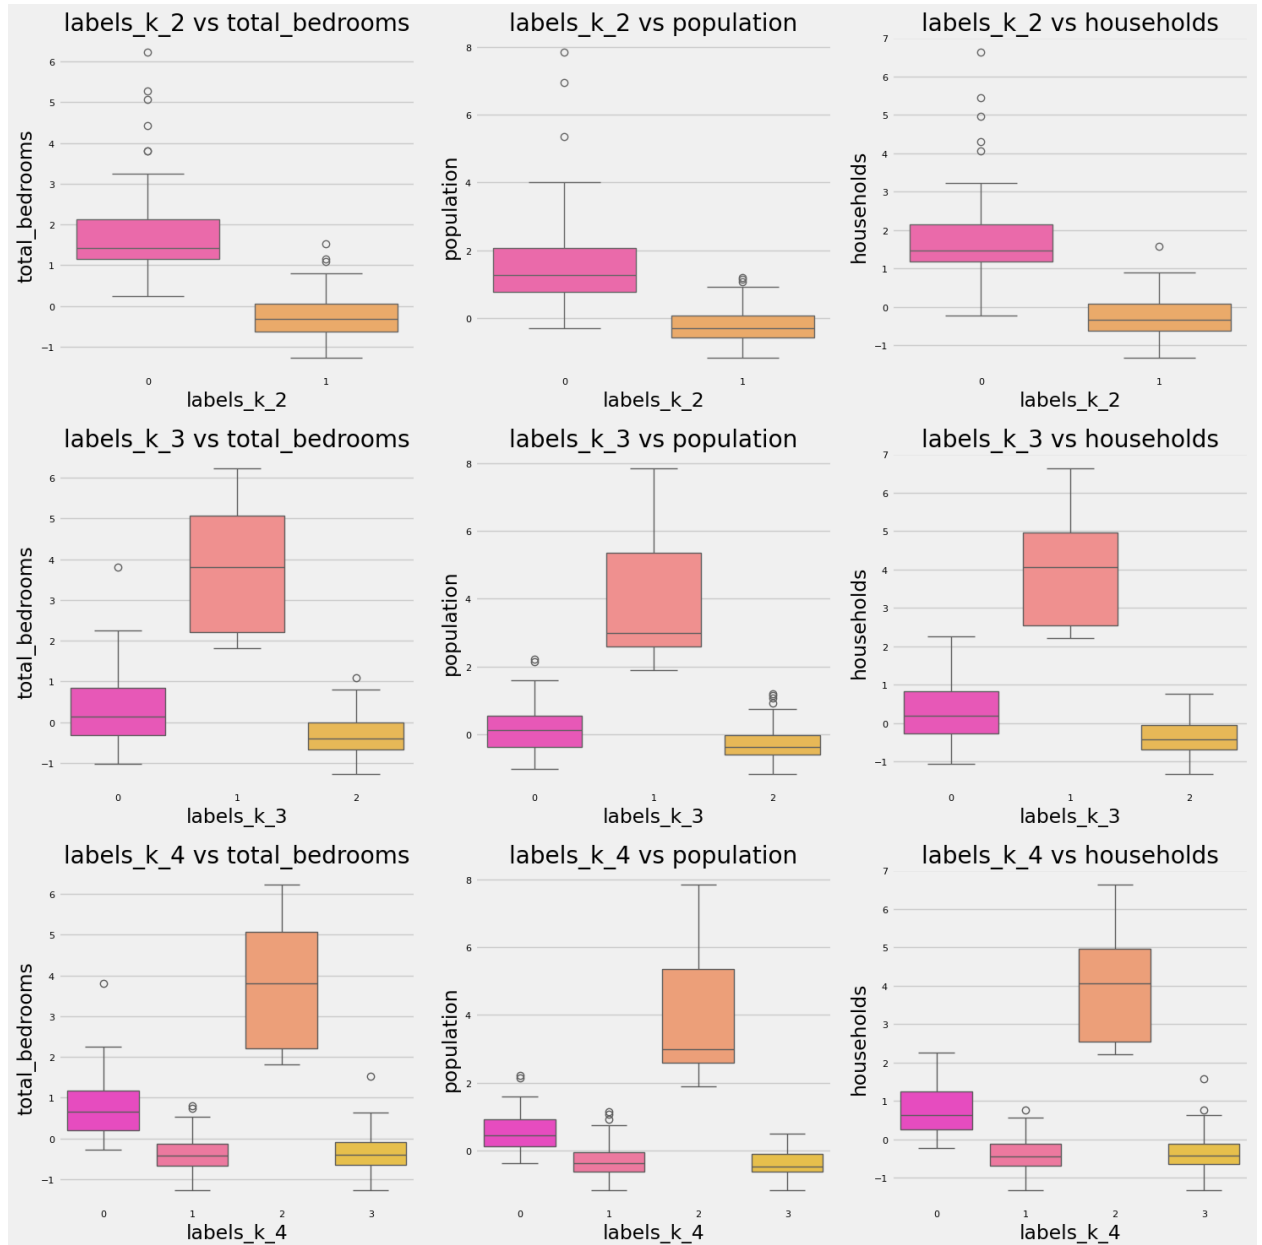 labels_k_2 vs total_bedrooms
total_bedrooms
6
5
4
3
2
1
0
−1
0 1
labels_k_2
labels_k_2 vs population
population
8
6
4
2
0
0 1
labels_k_2
labels_k_2 vs households
households
7
6
5
4
3
2
1
0
−1
0 1
labels_k_2
labels_k_3 vs total_bedrooms
total_bedrooms
6
5
4
3
2
1
0
−1
0 1 2
labels_k_3
labels_k_3 vs population
population
8
6
4
2
0
0 1 2
labels_k_3
labels_k_3 vs households
households
7
6
5
4
3
2
1
0
−1
0 1 2
labels_k_3
labels_k_4 vs total_bedrooms
total_bedrooms
6
5
4
3
2
1
0
−1
0 1 2 3
labels_k_4
labels_k_4 vs population
population
8
6
4
2
0
0 1 2 3
labels_k_4
labels_k_4 vs households
households
7
6
5
4
3
2
1
0
−1
0 1 2 3
labels_k_4